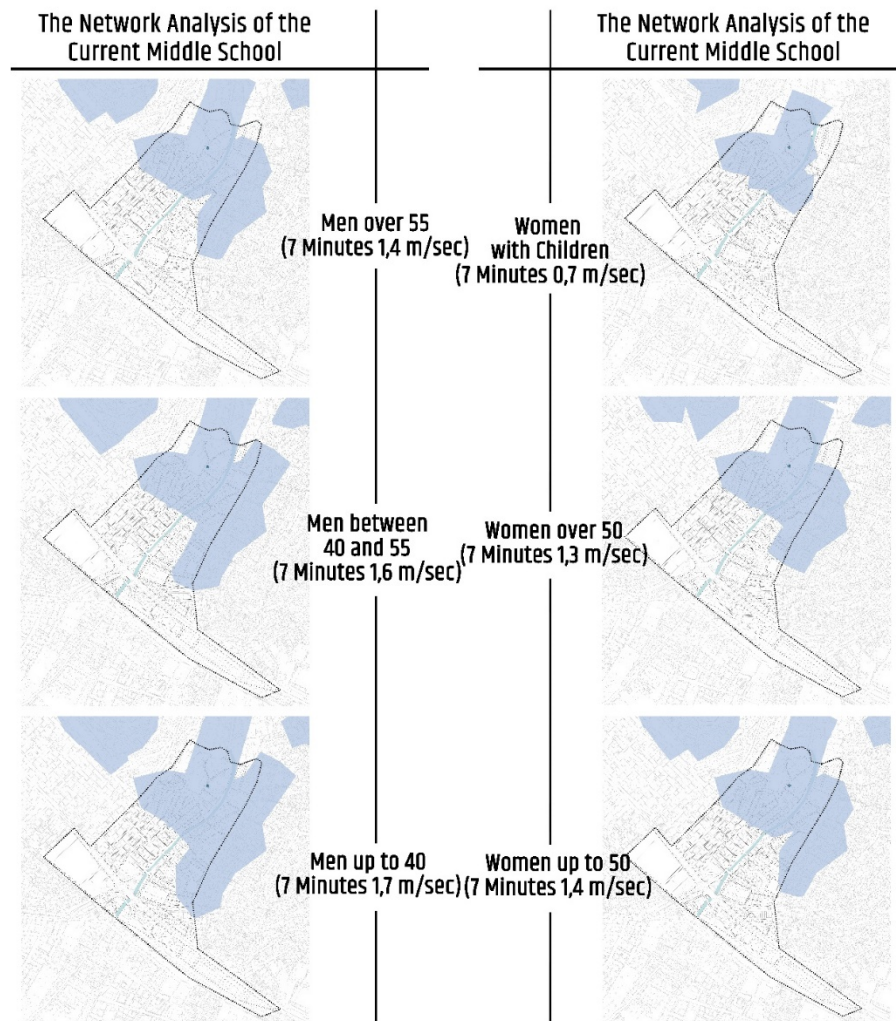 The Network Analysis of the
Current Middle School
The Network Analysis of the
Current Middle School
Men over 55
(7 Minutes 1,4 m/sec)
Women
with Children
(7 Minutes 0,7 m/sec)
Men between
40 and 55
(7 Minutes 1,6 m/sec)
Women over 50
(7 Minutes 1,3 m/sec)
Men up to 40
(7 Minutes 1,7 m/sec)
Women up to 50
(7 Minutes 1,4 m/sec)